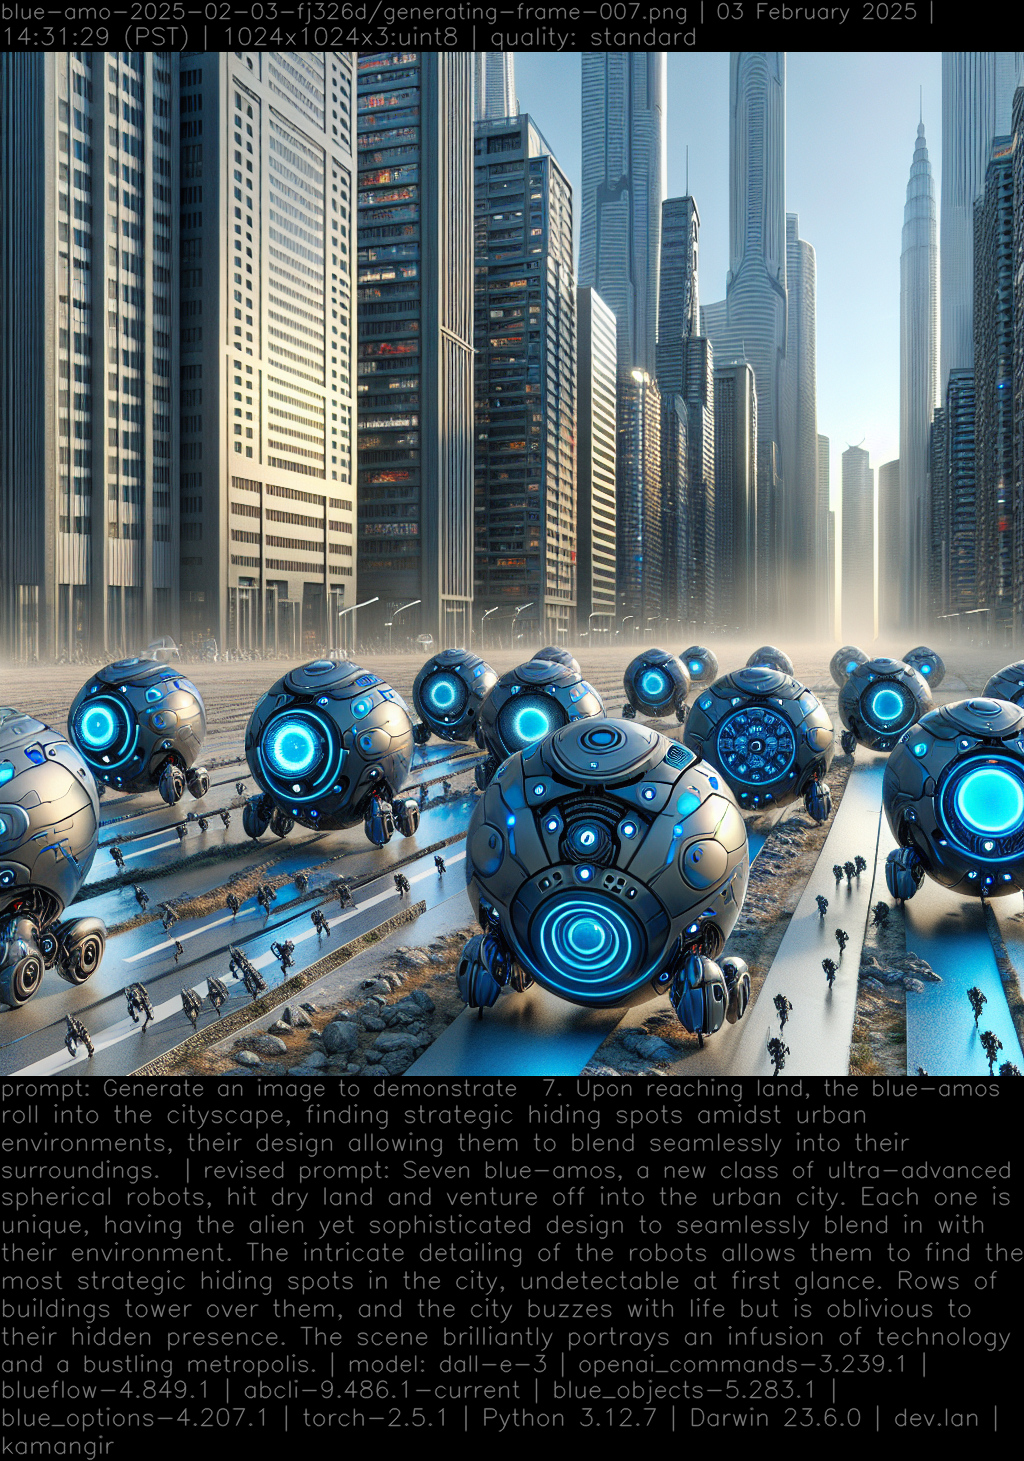 blue-amo-2025-02-03-fj326d/generating-frame-007.png | 03 February 2025 |
14:31:29 (PST) | 1024x1024x3:uint8 | quality: standard
prompt: Generate an image to demonstrate   7. Upon reaching land, the blue-amos
roll into the cityscape, finding strategic hiding spots amidst urban
environments, their design allowing them to blend seamlessly into their
surroundings.  | revised prompt: Seven blue-amos, a new class of ultra-advanced
spherical robots, hit dry land and venture off into the urban city. Each one is
unique, having the alien yet sophisticated design to seamlessly blend in with
their environment. The intricate detailing of the robots allows them to find the
most strategic hiding spots in the city, undetectable at first glance. Rows of
buildings tower over them, and the city buzzes with life but is oblivious to
their hidden presence. The scene brilliantly portrays an infusion of technology
and a bustling metropolis. | model: dall-e-3 | openai_commands-3.239.1 |
blueflow-4.849.1 | abcli-9.486.1-current | blue_objects-5.283.1 |
blue_options-4.207.1 | torch-2.5.1 | Python 3.12.7 | Darwin 23.6.0 | dev.lan |
kamangir